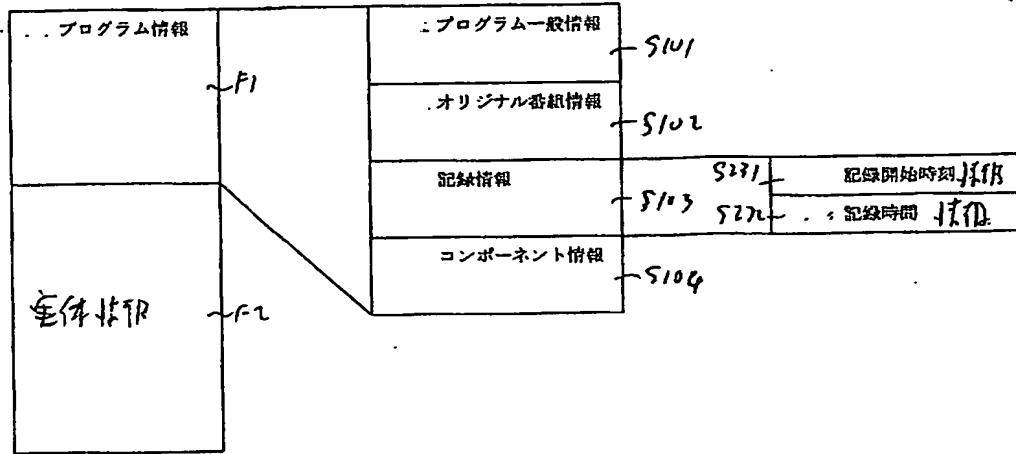 プログラム情報
F1
実体情報
F2
プログラム一般情報
S101
オリジナル番組情報
S102
記録情報
S103
コンポーネント情報
S104
S231
記録開始時刻情報
S232
記録時間 情報